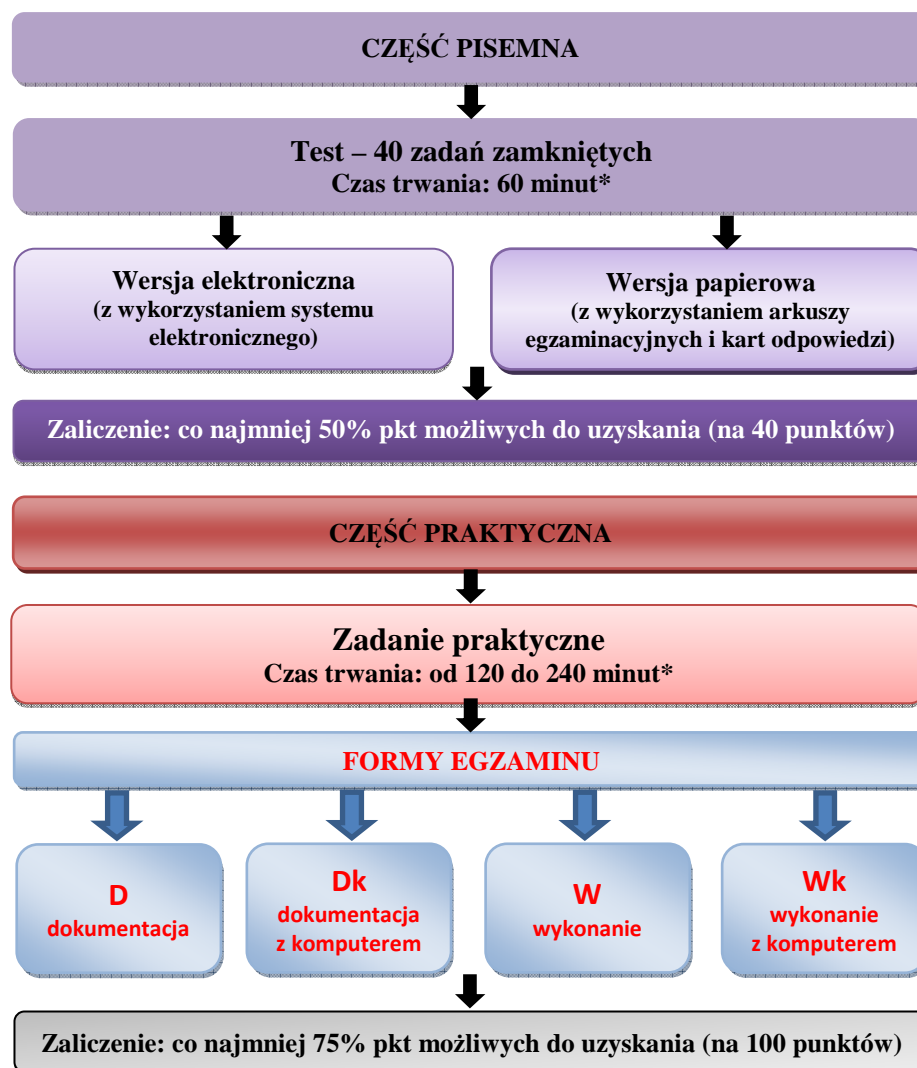 CZĘŚĆ PISEMNA
Test – 40 zadań zamkniętych
Czas trwania: 60 minut*
Wersja elektroniczna
(z wykorzystaniem systemu
elektronicznego)
Wersja papierowa
(z wykorzystaniem arkuszy
egzaminacyjnych i kart odpowiedzi)
Zaliczenie: co najmniej 50% pkt możliwych do uzyskania (na 40 punktów)
CZĘŚĆ PRAKTYCZNA
Zadanie praktyczne
Czas trwania: od 120 do 240 minut*
FORMY EGZAMINU
D
dokumentacja
Dk
dokumentacja
z komputerem
W
wykonanie
Wk
wykonanie
z komputerem
Zaliczenie: co najmniej 75% pkt możliwych do uzyskania (na 100 punktów)